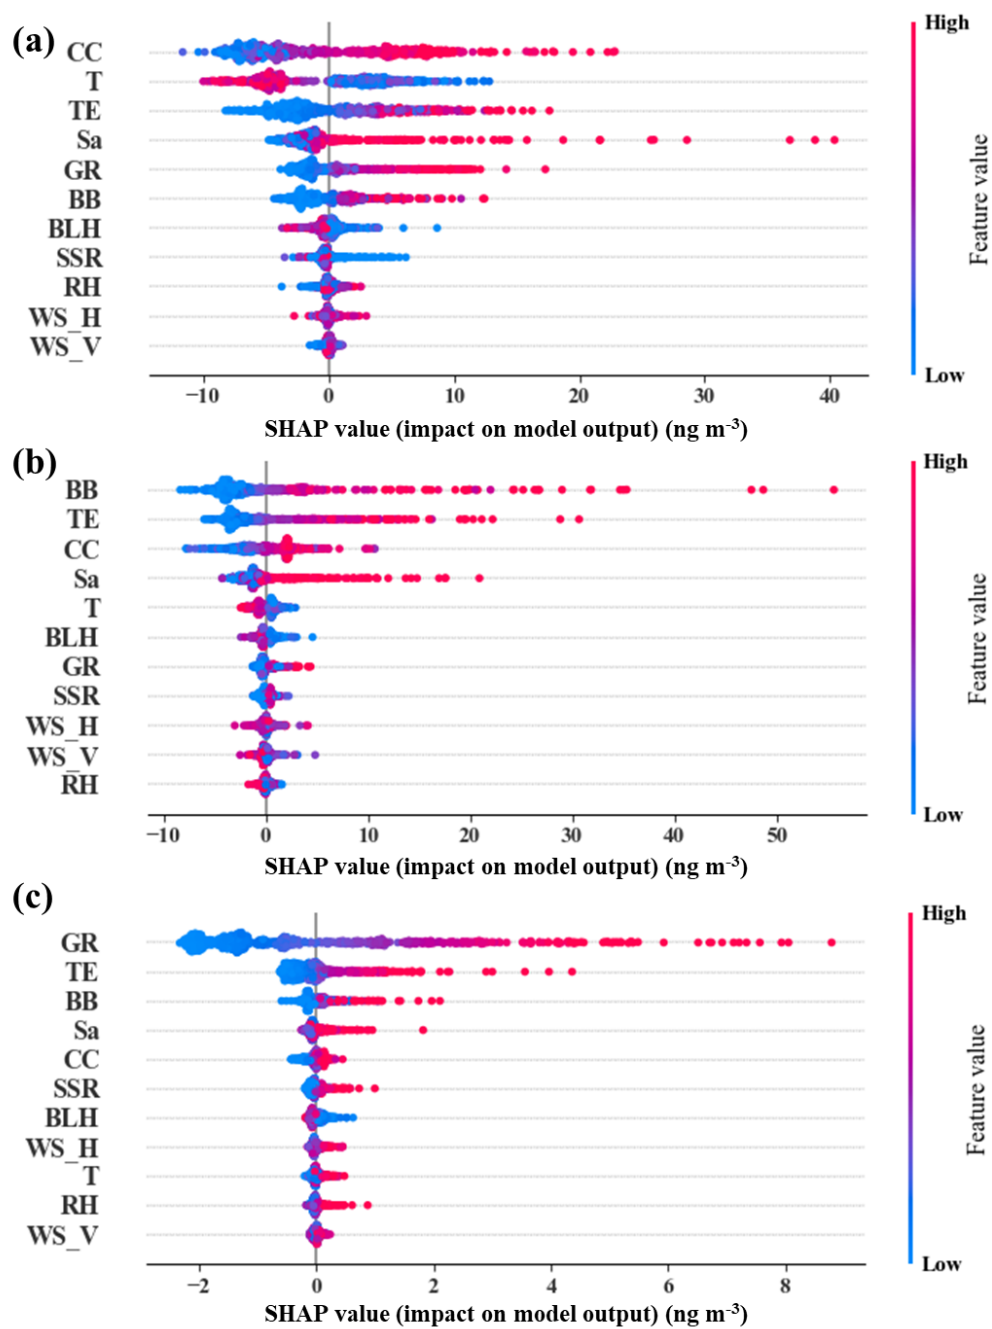 (a)
High
CC
T
TE
Sa
GR
BB
BLH
SSR
RH
WS_H
WS_V
Feature value
Low
−10 0 10 20 30 40
SHAP value (impact on model output) (ng m-3)
(b)
High
BB
TE
CC
Sa
T
BLH
GR
SSR
WS_H
WS_V
RH
Feature value
Low
−10 0 10 20 30 40 50
SHAP value (impact on model output) (ng m-3)
(c)
High
GR
TE
BB
Sa
CC
SSR
BLH
WS_H
T
RH
WS_V
Feature value
Low
−2 0 2 4 6 8
SHAP value (impact on model output) (ng m-3)